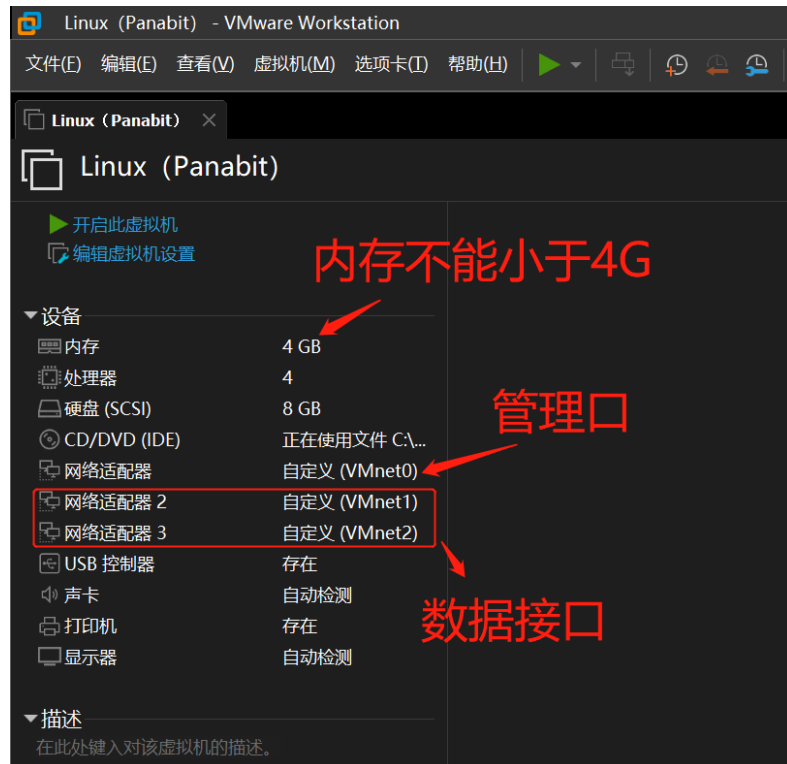 Linux（Panabit） - VMware Workstation
文件(F) 编辑(E) 查看(V) 虚拟机(M) 选项卡(T) 帮助(H)
Linux（Panabit）
Linux（Panabit）
开启此虚拟机
编辑虚拟机设置
内存不能小于4G
设备
内存 4 GB
处理器 4
硬盘 (SCSI) 8 GB
管理口
CD/DVD (IDE) 正在使用文件 C:\...
网络适配器 自定义 (VMnet0)
网络适配器 2 自定义 (VMnet1)
网络适配器 3 自定义 (VMnet2)
USB 控制器 存在
声卡 自动检测
数据接口
打印机 存在
显示器 自动检测
描述
在此处键入对该虚拟机的描述。